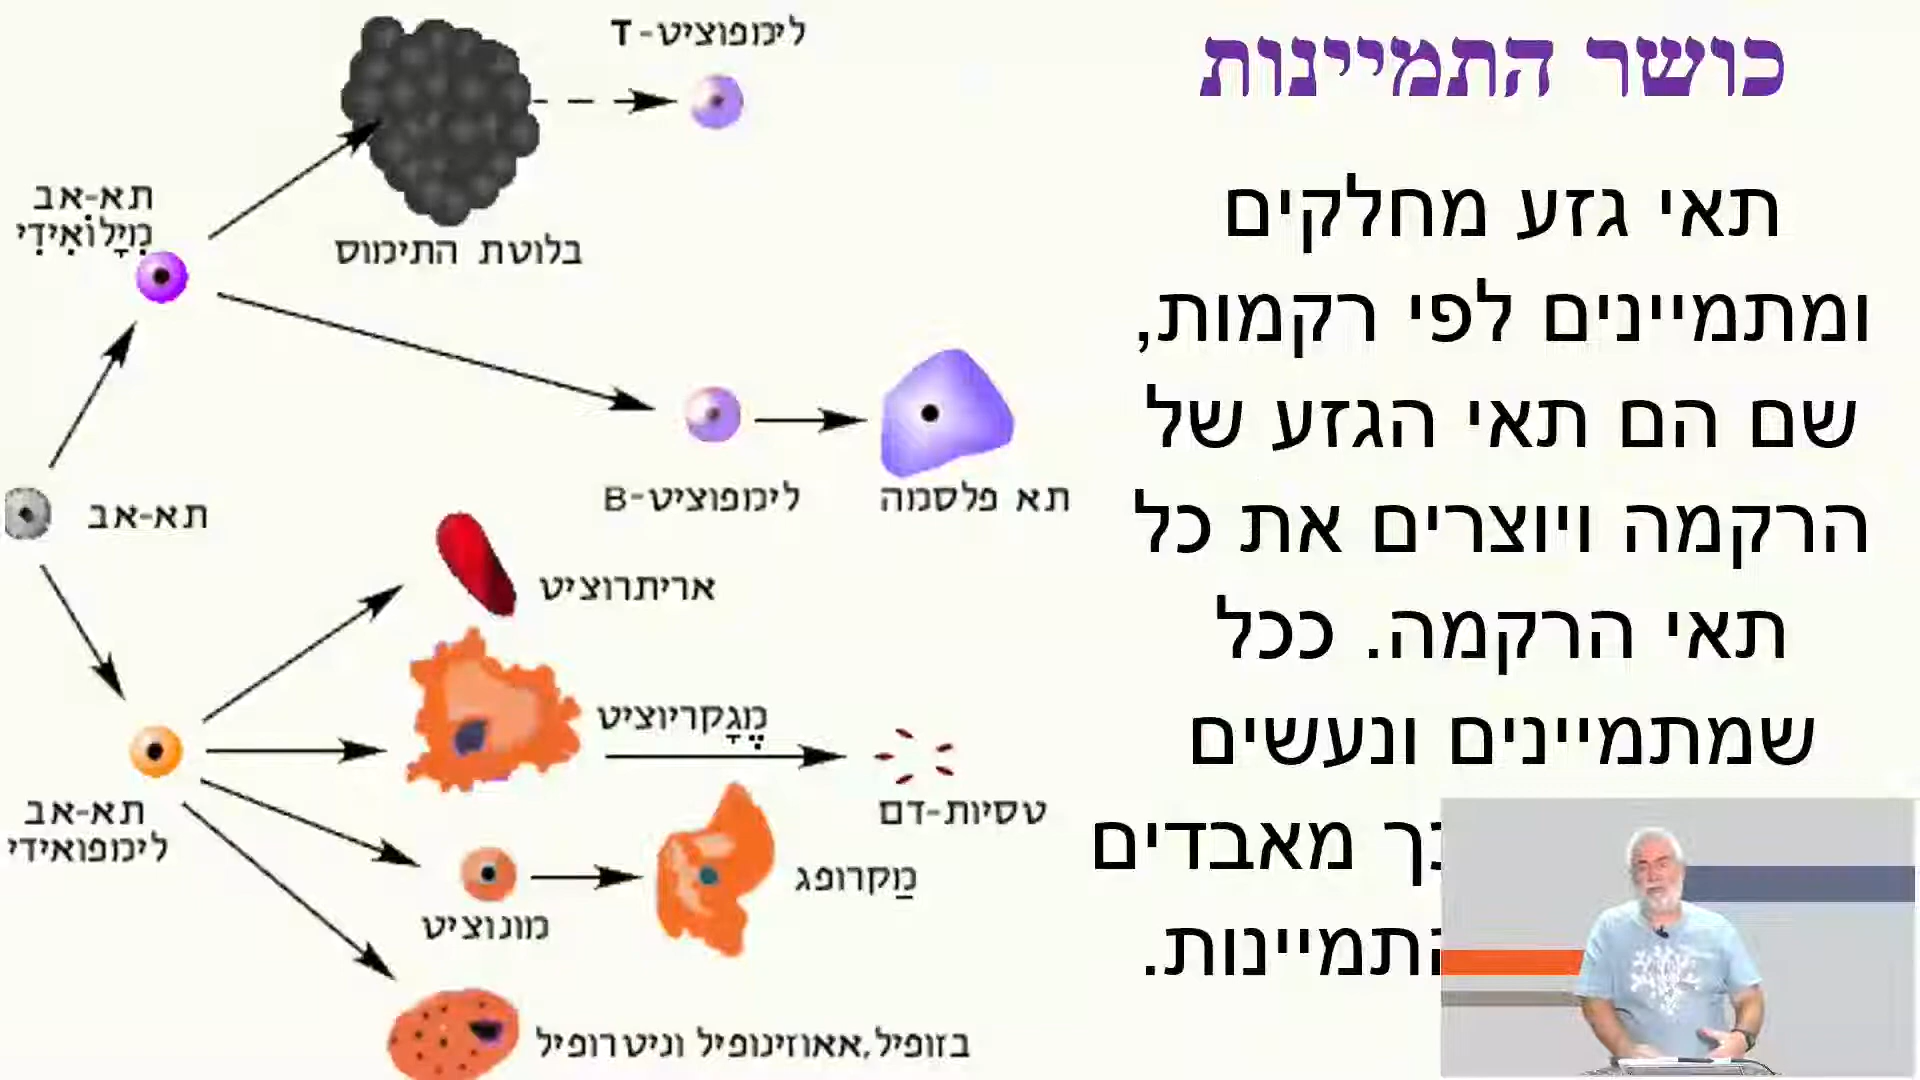 כושר התמיינות
תאי גזע מחלקים
ומתמיינים לפי רקמות,
שם הם תאי הגזע של
הרקמה ויוצרים את כל
תאי הרקמה. ככל
שמתמיינים ונעשים
מאבדים
התמיינות.
לימפוציט-T
תא-אב
מְיֶלוֹאִידִי
בלוטת התימוס
לימפוציט-B
תא פלסמה
תא-אב
אריתרוציט
מֶגָקריוציט
טסיות-דם
תא-אב
לימפואידי
מַקרופג
מונוציט
בזופיל,אאוזינופיל וניטרופיל